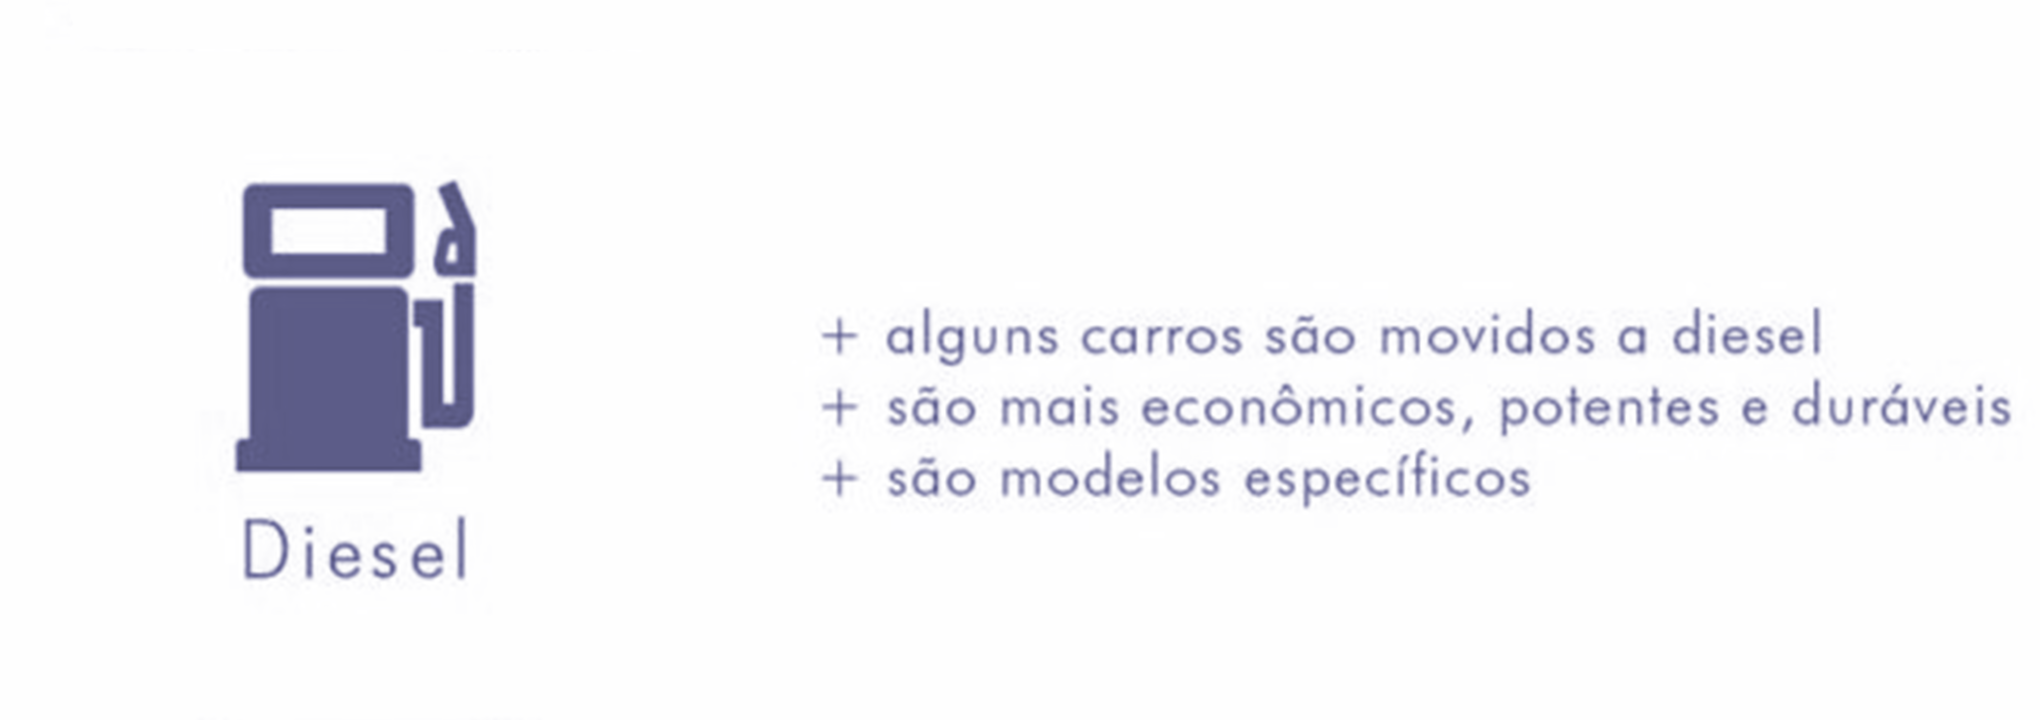 Diesel
+ alguns carros são movidos a diesel
+ são mais econômicos, potentes e duráveis
+ são modelos específicos